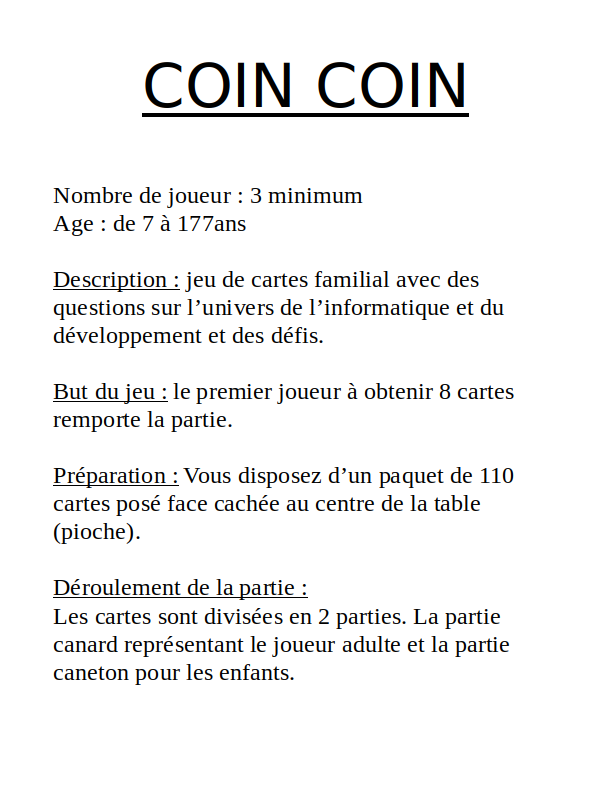 COIN COIN
Nombre de joueur : 3 minimum
Age : de 7 à 177ans
Description : jeu de cartes familial avec des
questions sur l’univers de l’informatique et du
développement et des défis.
But du jeu : le premier joueur à obtenir 8 cartes
remporte la partie.
Préparation : Vous disposez d’un paquet de 110
cartes posé face cachée au centre de la table
(pioche).
Déroulement de la partie :
Les cartes sont divisées en 2 parties. La partie
canard représentant le joueur adulte et la partie
caneton pour les enfants.